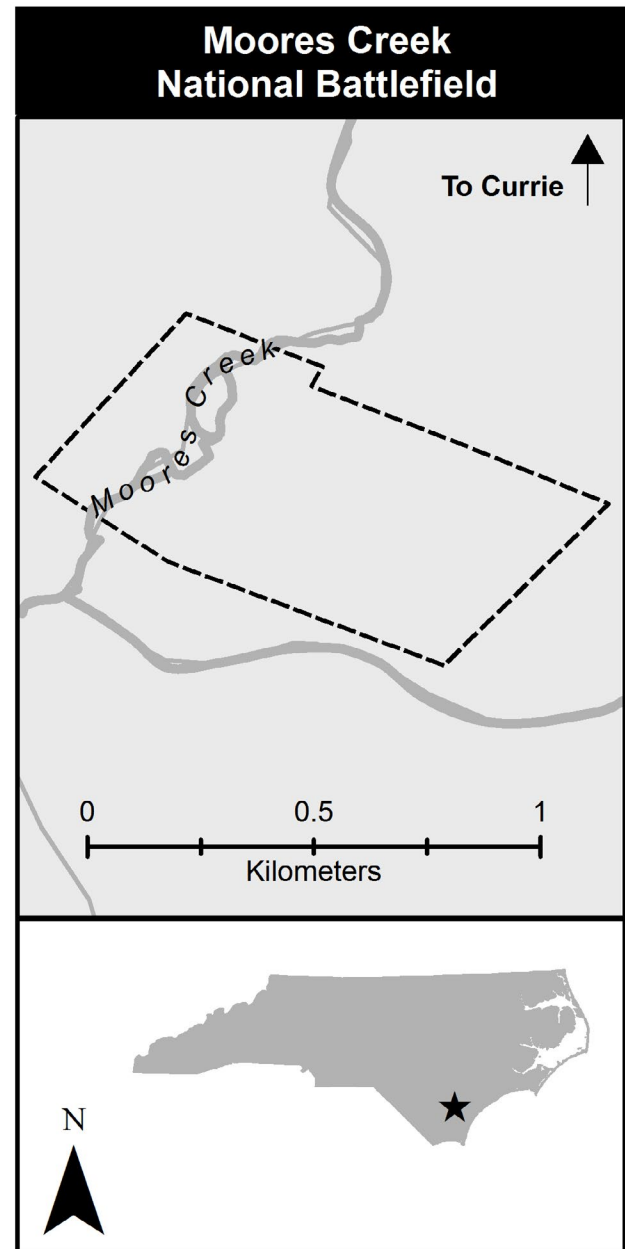 Moores Creek
National Battlefield
To Currie
Moores Creek
0 0.5 1
Kilometers
N